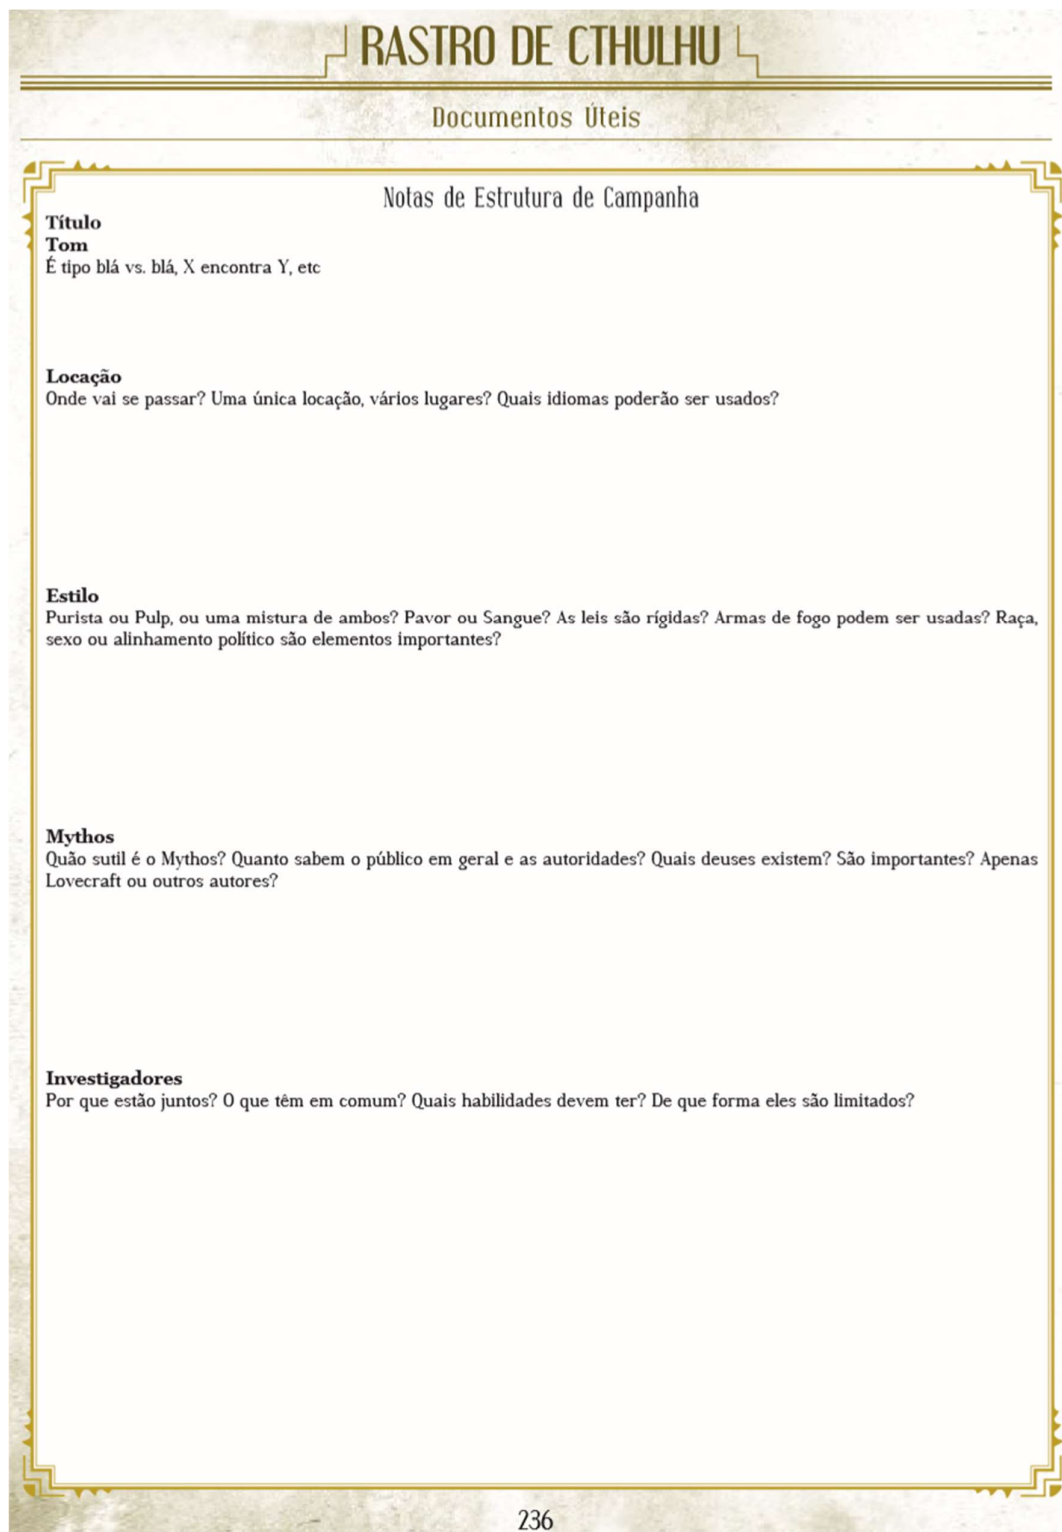 RASTRO DE CTHULHU
Documentos Úteis
Notas de Estrutura de Campanha
Título
Tom
É tipo blá vs. blá, X encontra Y, etc
Locação
Onde vai se passar? Uma única locação, vários lugares? Quais idiomas poderão ser usados?
Estilo
Purista ou Pulp, ou uma mistura de ambos? Pavor ou Sangue? As leis são rígidas? Armas de fogo podem ser usadas? Raça,
sexo ou alinhamento político são elementos importantes?
Mythos
Quão sutil é o Mythos? Quanto sabem o público em geral e as autoridades? Quais deuses existem? São importantes? Apenas
Lovecraft ou outros autores?
Investigadores
Por que estão juntos? O que têm em comum? Quais habilidades devem ter? De que forma eles são limitados?
236